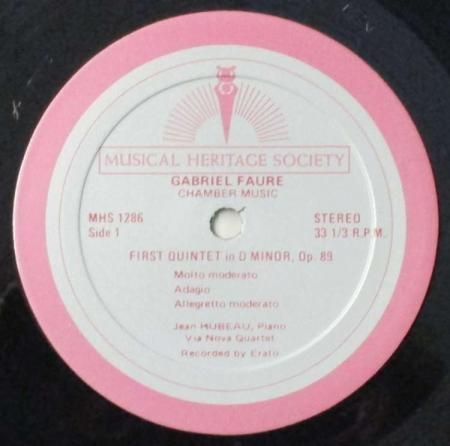 MUSICAL HERITAGE SOCIETY
GABRIEL FAURE
CHAMBER MUSIC
MHS 1286 STEREO
Side 1 33 1/3 R.P.M.
FIRST QUINTET in D MINOR, Op. 89
Molto moderato
Adagio
Allegretto moderato
Jean HUBEAU, Piano
Via Nova Quartet
Recorded by Erato